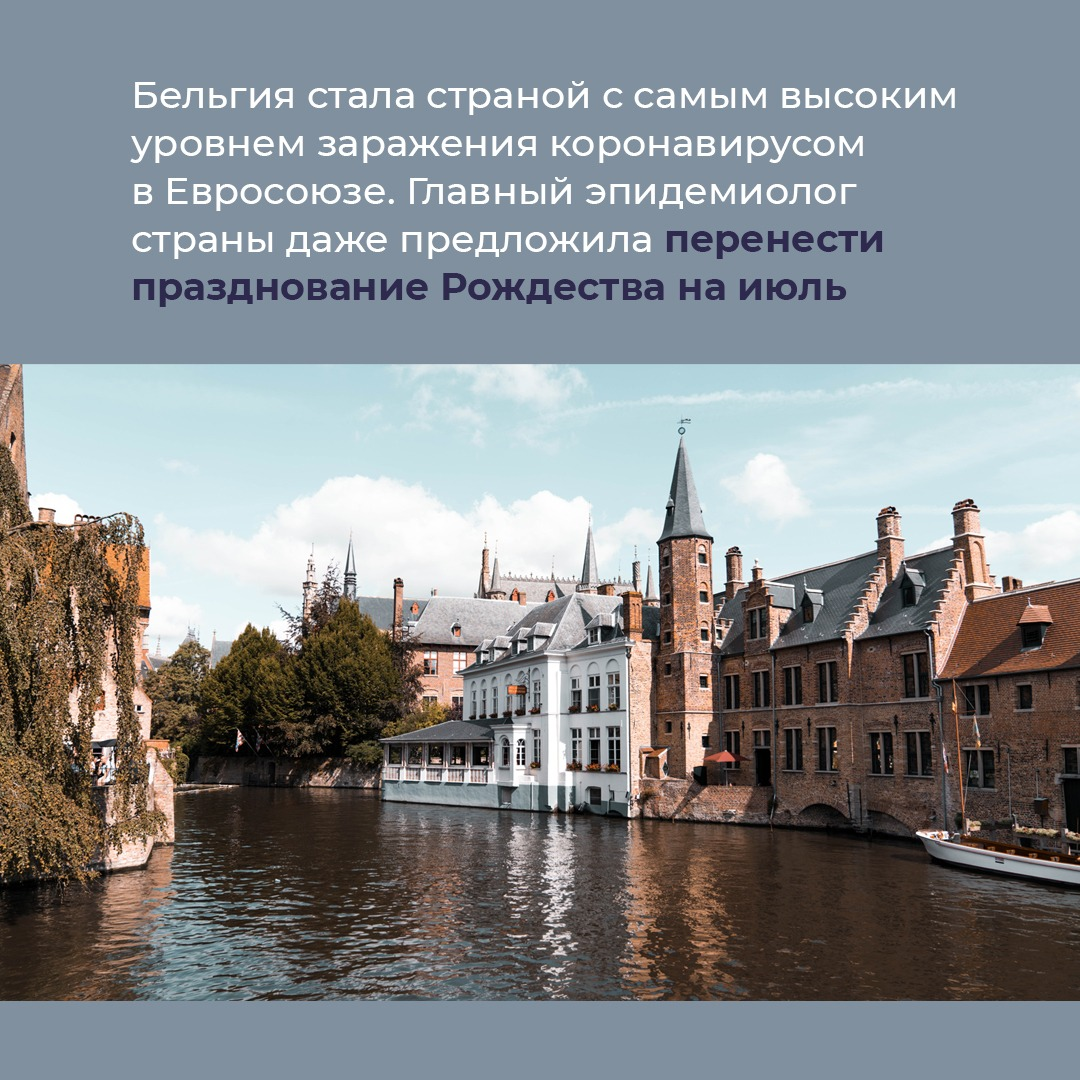 Бельгия стала страной с самым высоким
уровнем заражения коронавирусом
в Евросоюзе. Главный эпидемиолог
страны даже предложила перенести
празднование Рождества на июль